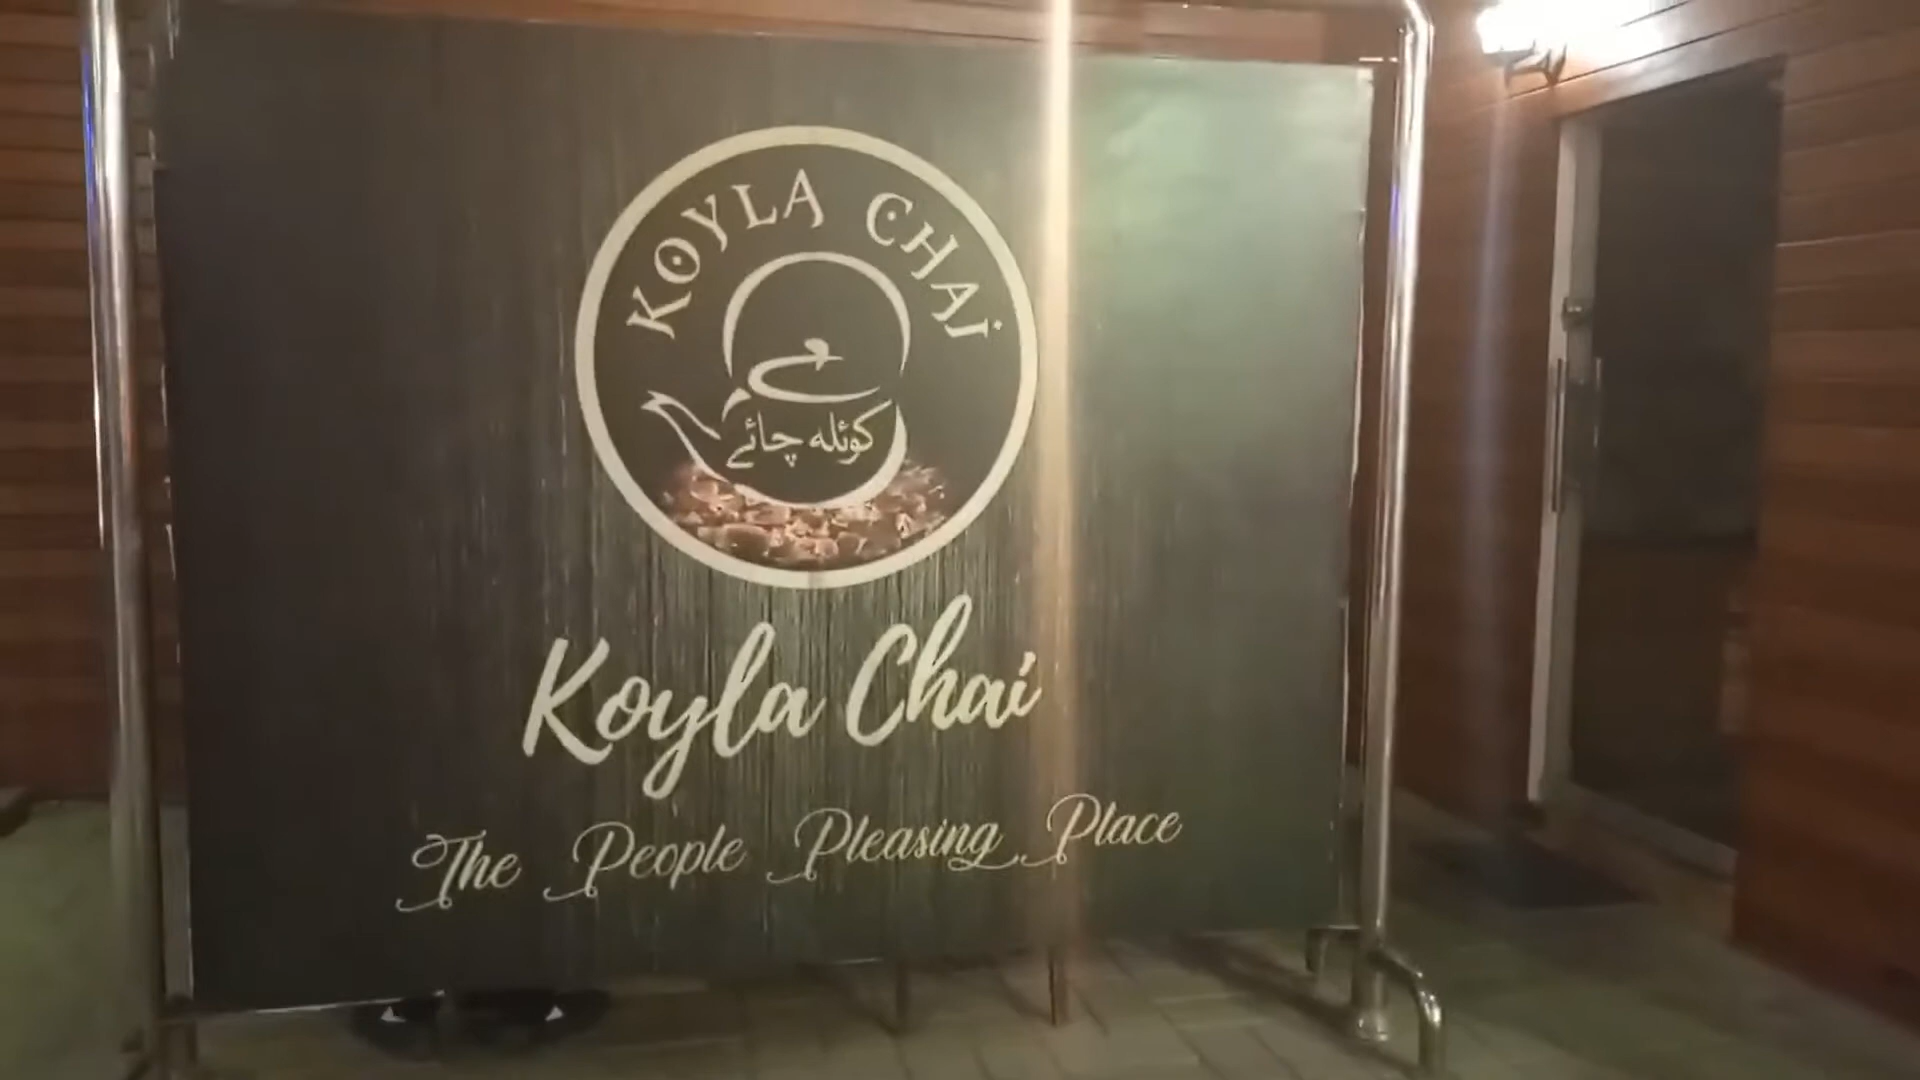 KOYLA CHAI
کوئلہ چائے
Koyla Chai
The People Pleasing Place